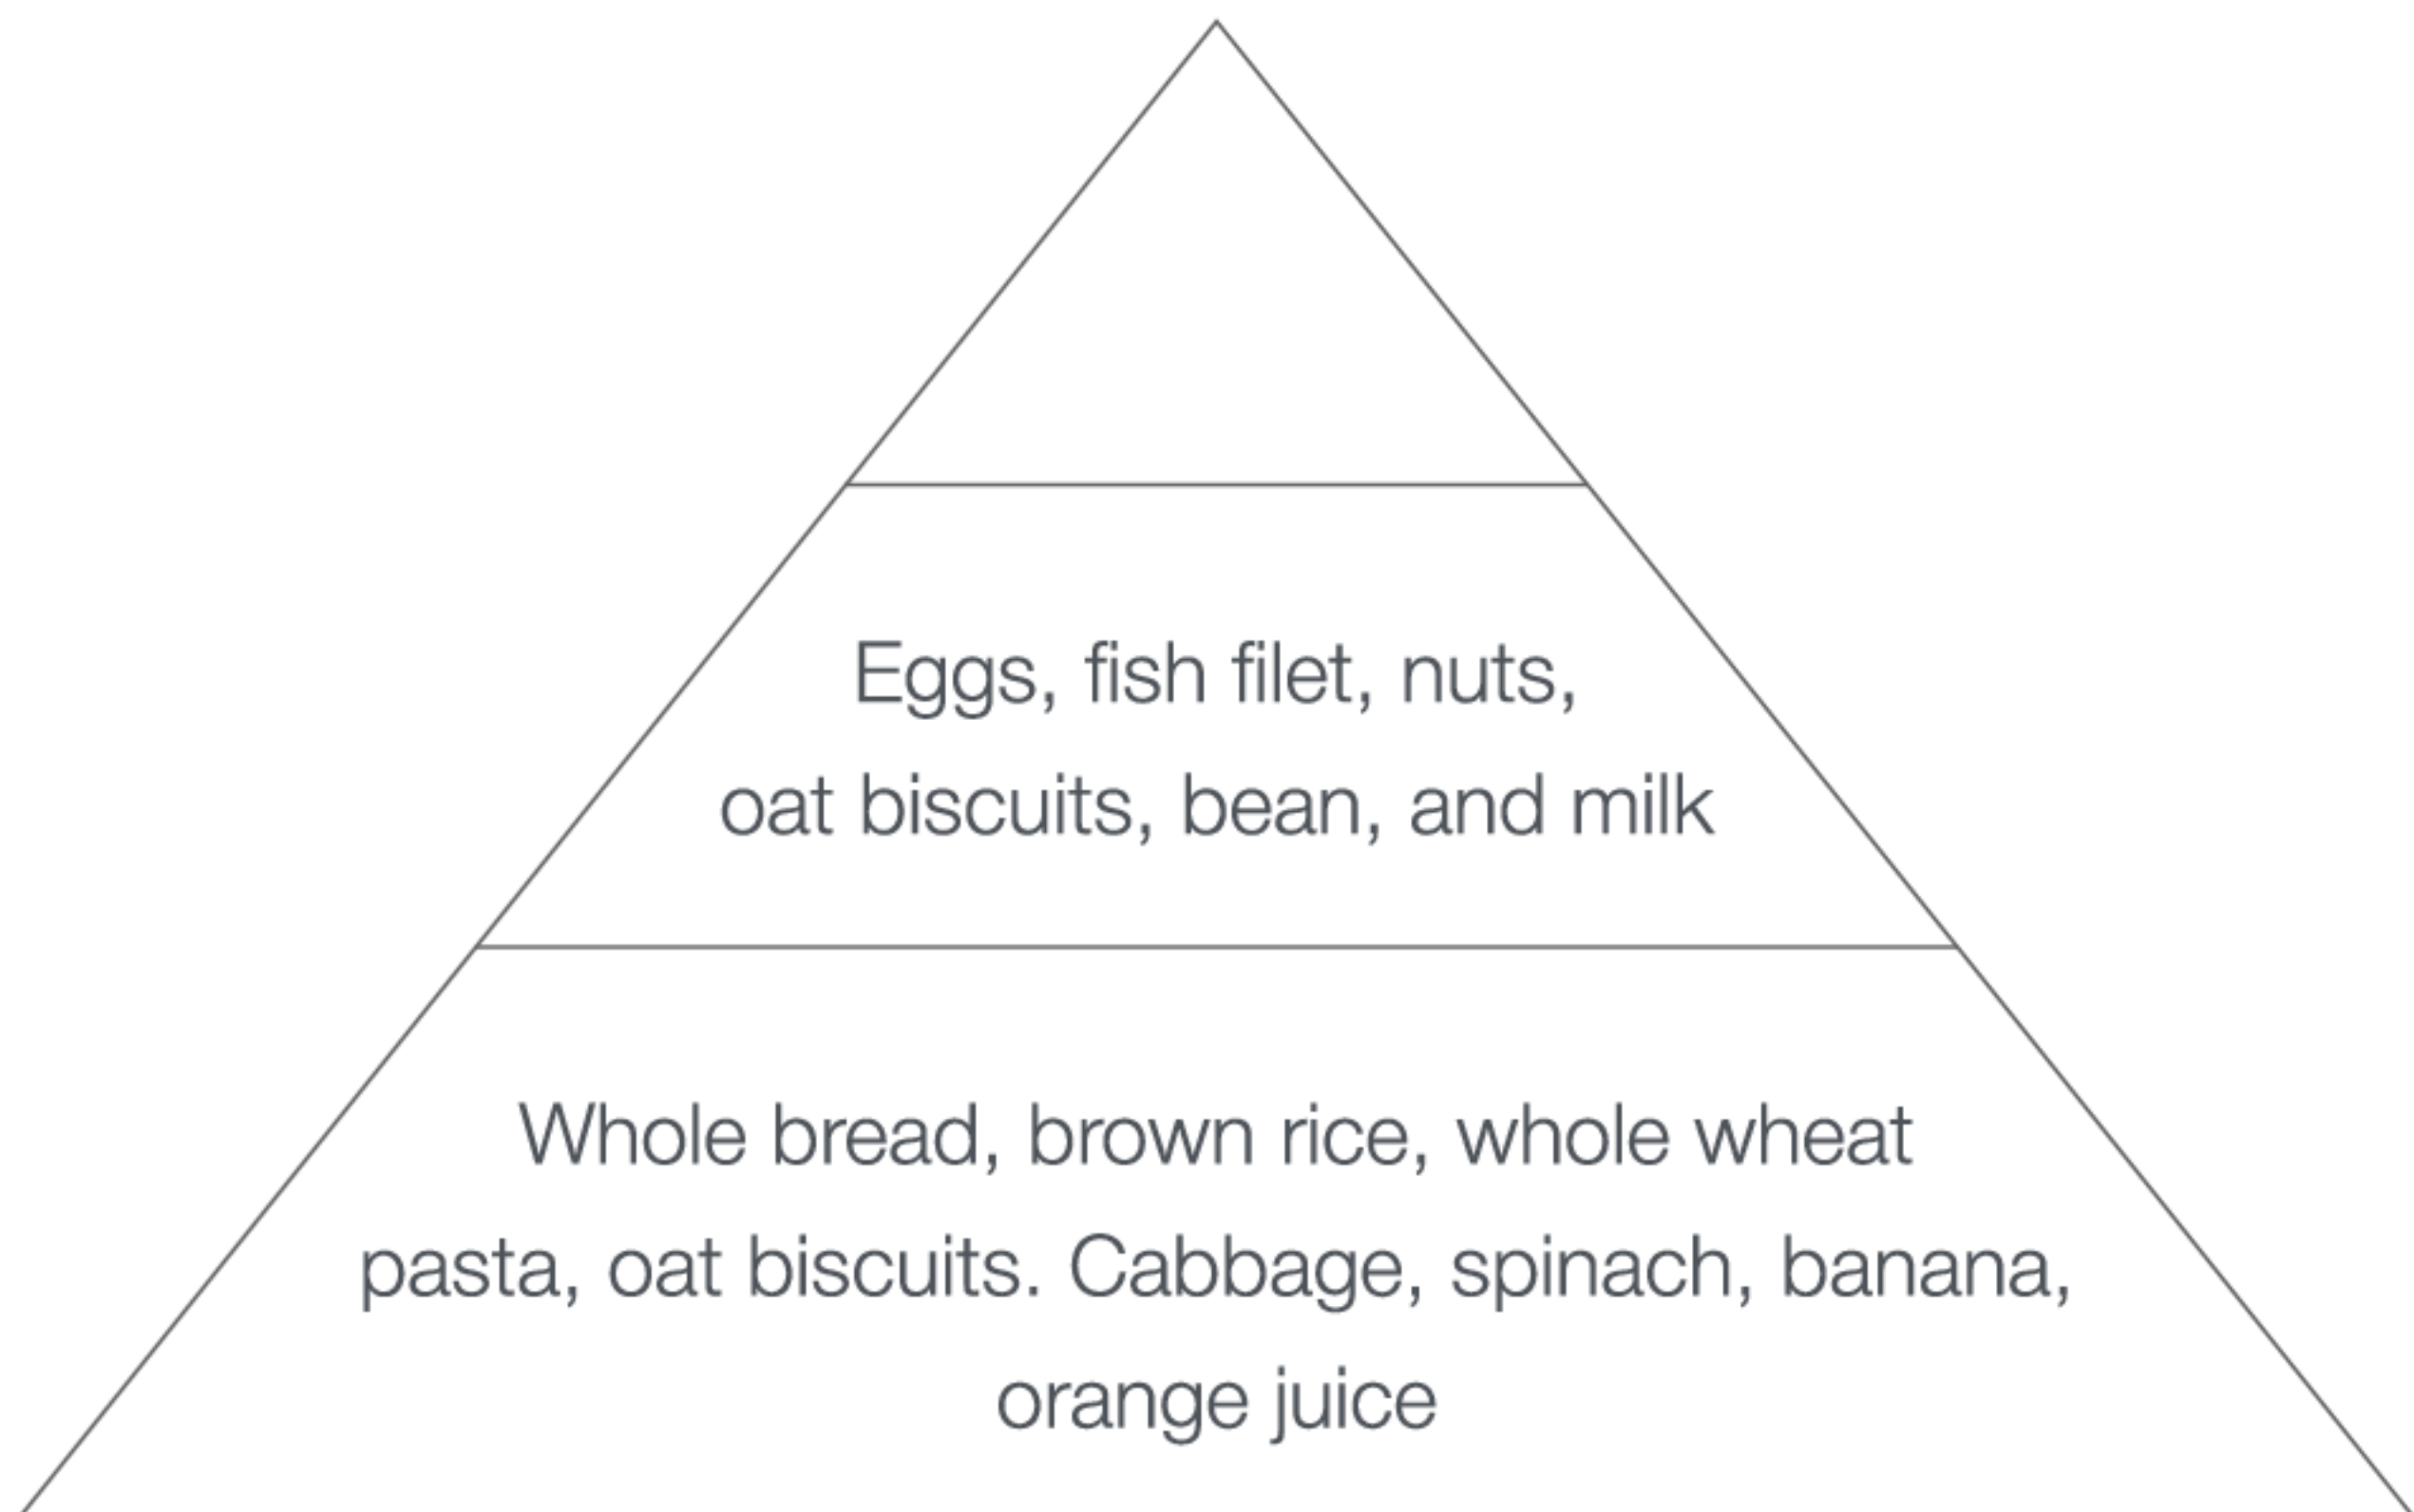 Eggs, fish filet, nuts,
oat biscuits, bean, and milk
Whole bread, brown rice, whole wheat
pasta, oat biscuits. Cabbage, spinach, banana,
orange juice